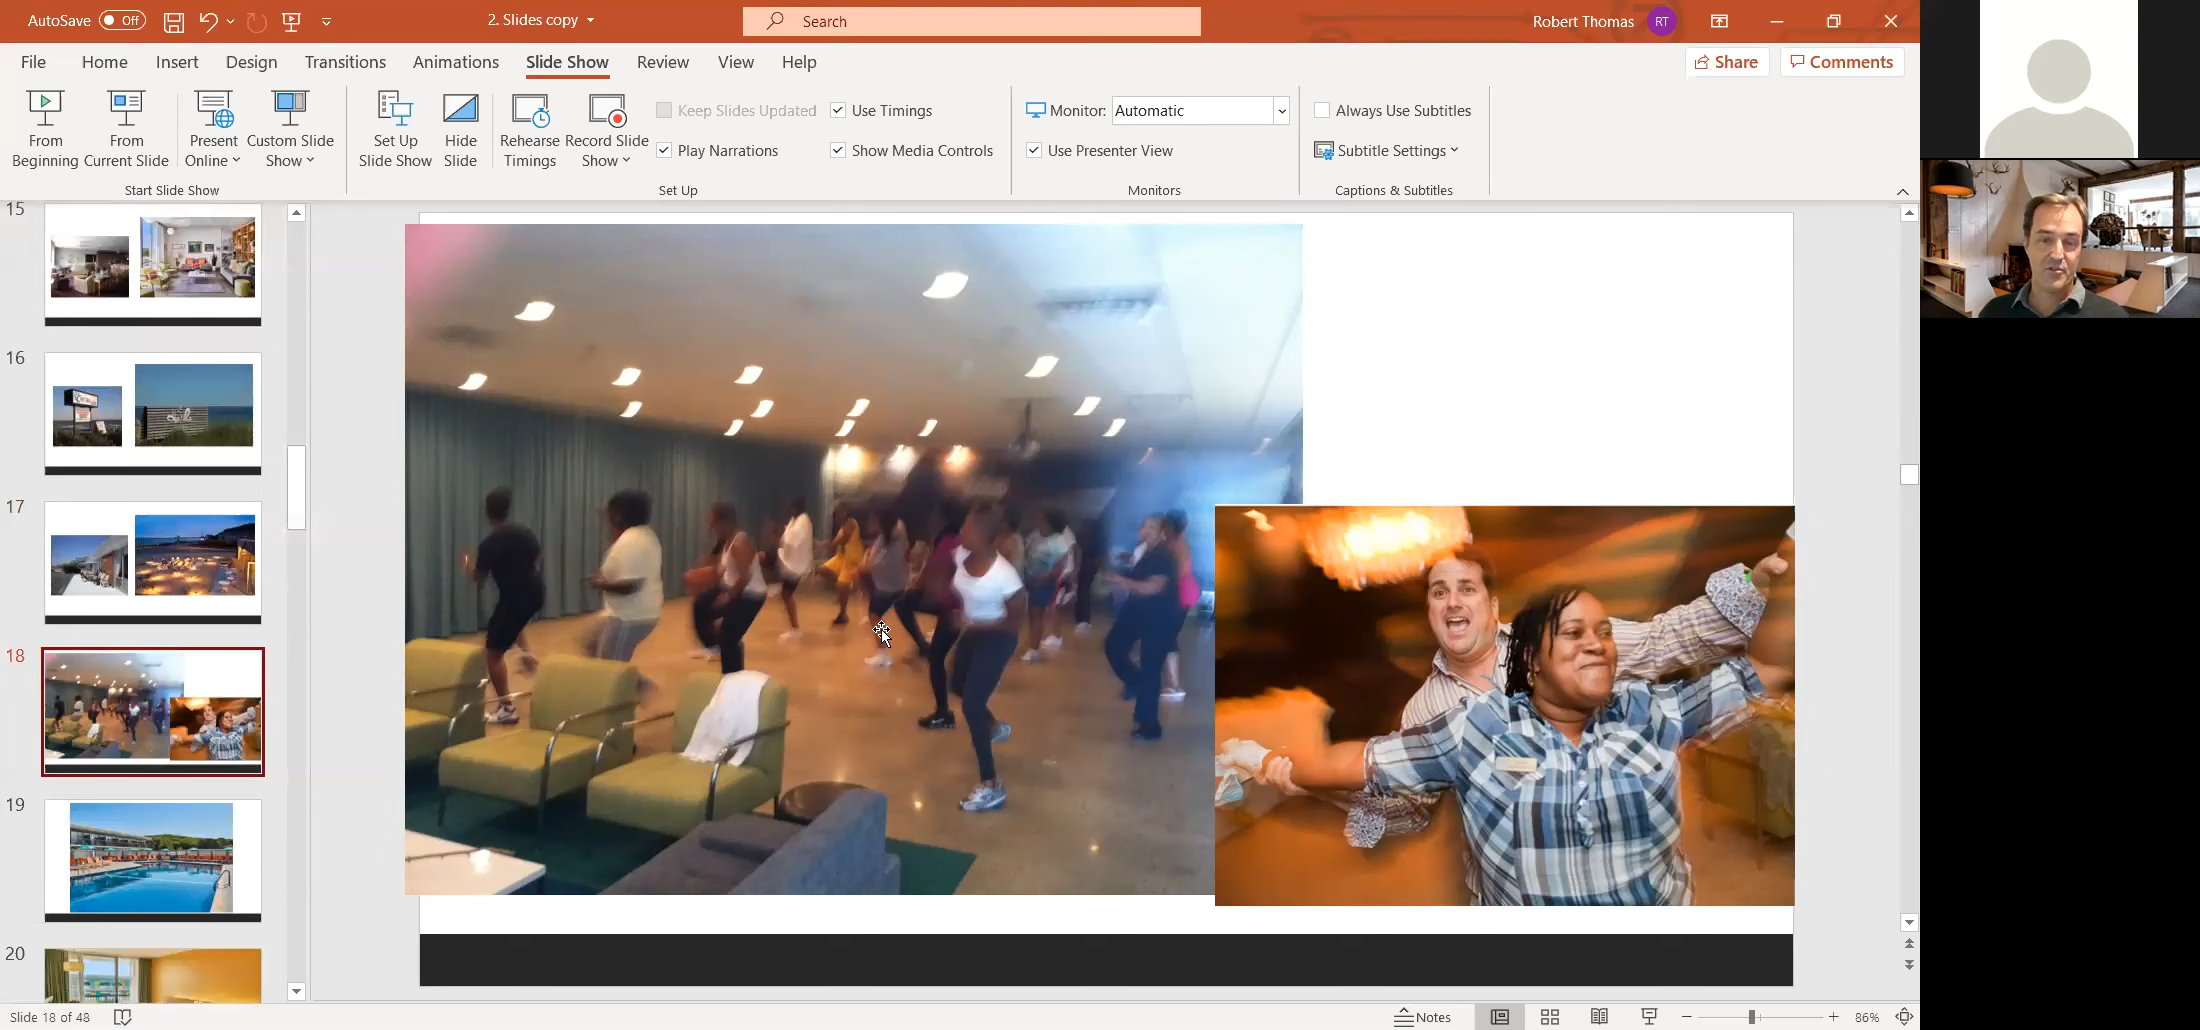 AutoSave Off
2. Slides copy
Search
Robert Thomas RT
File Home Insert Design Transitions Animations Slide Show Review View Help
Share Comments
From Beginning
From Current Slide
Present Online
Custom Slide Show
Start Slide Show
Set Up Slide Show
Hide Slide
Rehearse Timings
Record Slide Show
Keep Slides Updated
Play Narrations
Use Timings
Show Media Controls
Set Up
Monitor: Automatic
Use Presenter View
Monitors
Always Use Subtitles
Subtitle Settings
Captions & Subtitles
15
16
17
18
19
20
Slide 18 of 48
Notes
86%